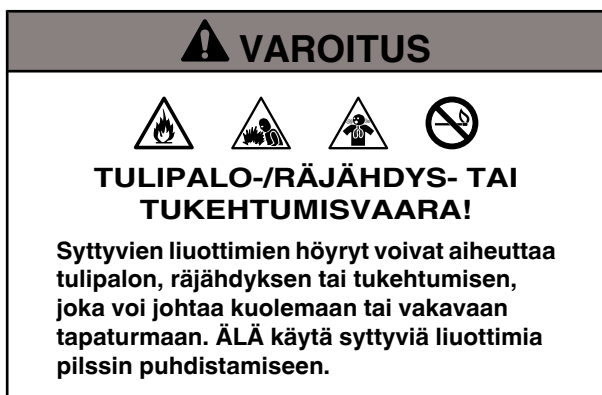 VAROITUS
TULIPALO-/RÄJÄHDYS- TAI
TUKEHTUMISVAARA!
Syttyvien liuottimien höyryt voivat aiheuttaa
tulipalon, räjähdyksen tai tukehtumisen,
joka voi johtaa kuolemaan tai vakavaan
tapaturmaan. ÄLÄ käytä syttyviä liuottimia
pilssin puhdistamiseen.